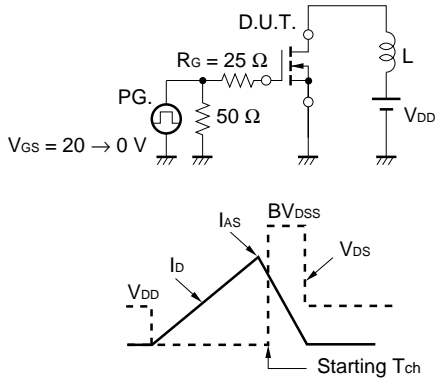 D.U.T.
RG = 25 Ω
L
PG.
50 Ω
VDD
VGS = 20 → 0 V
BVDSS
IAS
VDS
ID
VDD
Starting Tch